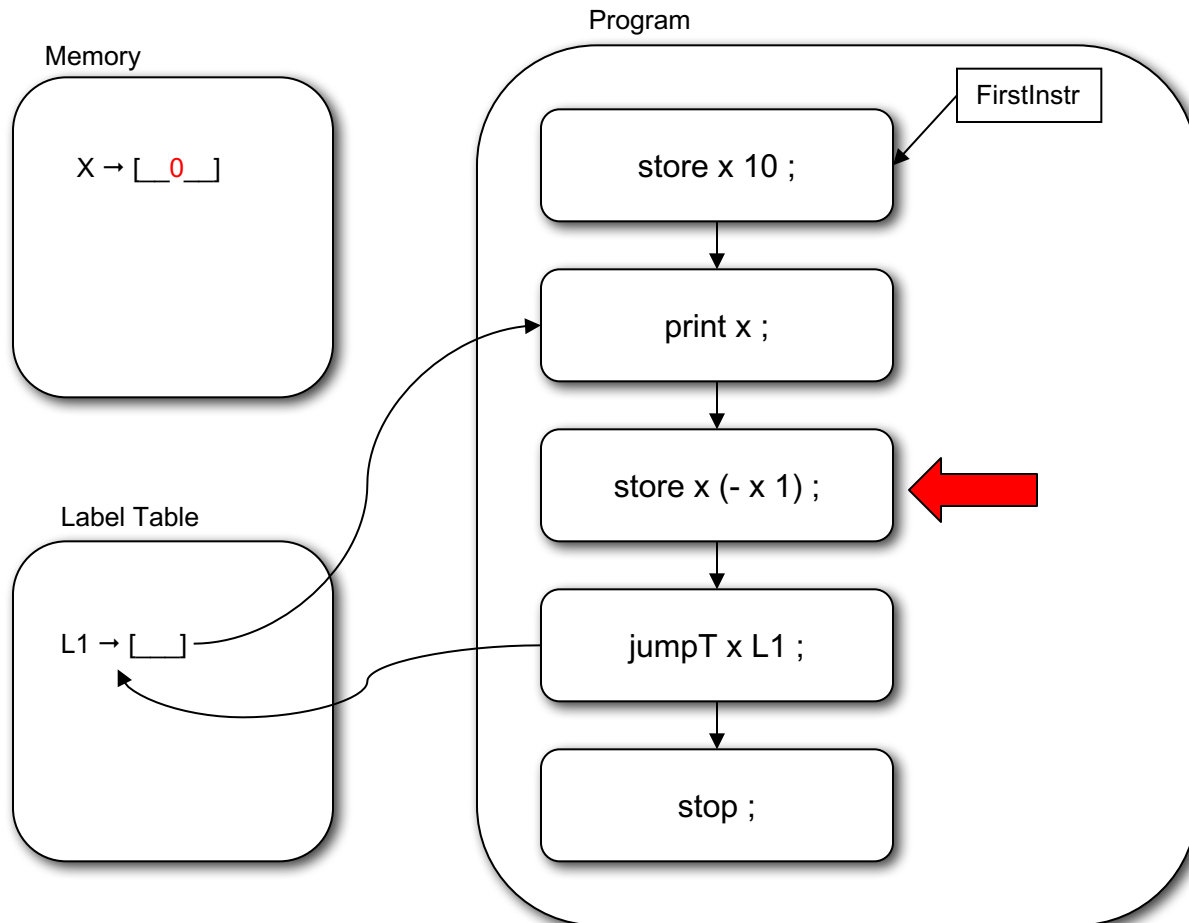 Program
Memory
FirstInstr
X → [__0__]
store x 10 ;
print x ;
store x (- x 1) ;
Label Table
L1 → [___]
jumpT x L1 ;
stop ;